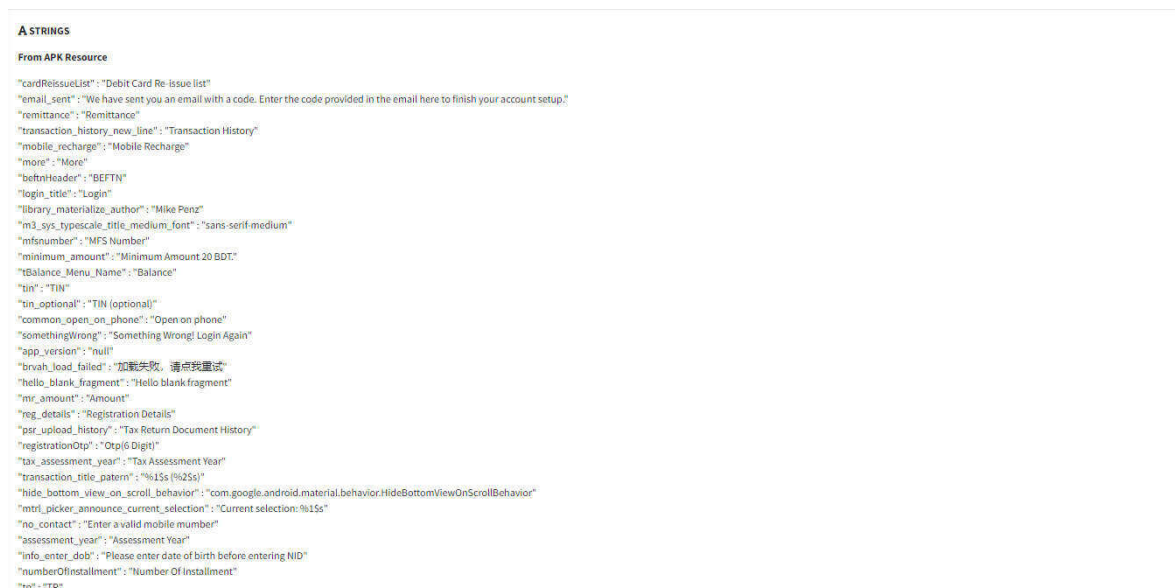 A STRINGS
From APK Resource
"cardReissueList" : "Debit Card Re-issue list"
"email_sent" : "We have sent you an email with a code. Enter the code provided in the email here to finish your account setup."
"remittance" : "Remittance"
"transaction_history_new_line" : "Transaction History"
"mobile_recharge" : "Mobile Recharge"
"more" : "More"
"beftnHeader" : "BEFTN"
"login_title" : "Login"
"library_materialize_author" : "Mike Penz"
"m3_sys_typescale_title_medium_font" : "sans-serif-medium"
"mfsnumber" : "MFS Number"
"minimum_amount" : "Minimum Amount 20 BDT."
"tBalance_Menu_Name" : "Balance"
"tin" : "TIN"
"tin_optional" : "TIN (optional)"
"common_open_on_phone" : "Open on phone"
"somethingWrong" : "Something Wrong! Login Again"
"app_version" : "null"
"brvah_load_failed" : "加载失败，请点我重试"
"hello_blank_fragment" : "Hello blank fragment"
"mr_amount" : "Amount"
"reg_details" : "Registration Details"
"psr_upload_history" : "Tax Return Document History"
"registrationOtp" : "Otp(6 Digit)"
"tax_assessment_year" : "Tax Assessment Year"
"transaction_title_patern" : "%1$s (%2$s)"
"hide_bottom_view_on_scroll_behavior" : "com.google.android.material.behavior.HideBottomViewOnScrollBehavior"
"mtrl_picker_announce_current_selection" : "Current selection: %1$s"
"no_contact" : "Enter a valid mobile mumber"
"assessment_year" : "Assessment Year"
"info_enter_dob" : "Please enter date of birth before entering NID"
"numberOfInstallment" : "Number Of Installment"